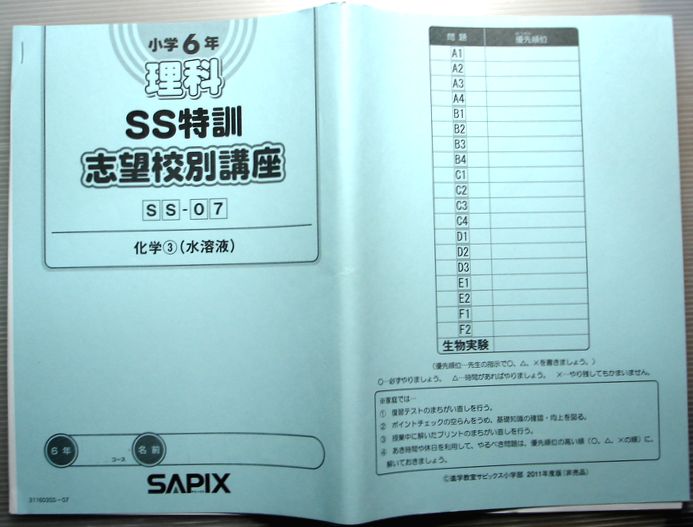 小学6年
理科
SS特訓
志望校別講座
SS-07
化学③(水溶液)
6年
コース
名前
SAPIX
問題 優先順位
A1
A2
A3
A4
B1
B2
B3
B4
C1
C2
C3
C4
D1
D2
D3
E1
E2
F1
F2
生物実験
(優先順位…先生の指示で○、△、×を書きましょう。)
○…必ずやりましょう。 △…時間があればやりましょう。 ×…やり残してもかまいません。
※家庭では…
① 復習テストのまちがい直しを行う。
② ポイントチェックの空らんをうめ、基礎知識の確認・向上を図る。
③ 授業中に解いたプリントのまちがい直しを行う。
④ あき時間や休日を利用して、やるべき問題は、優先順位の高い順(○、△、×の順)に、
解いておきましょう。
©進学教室サピックス小学部 2011年度版(非売品)